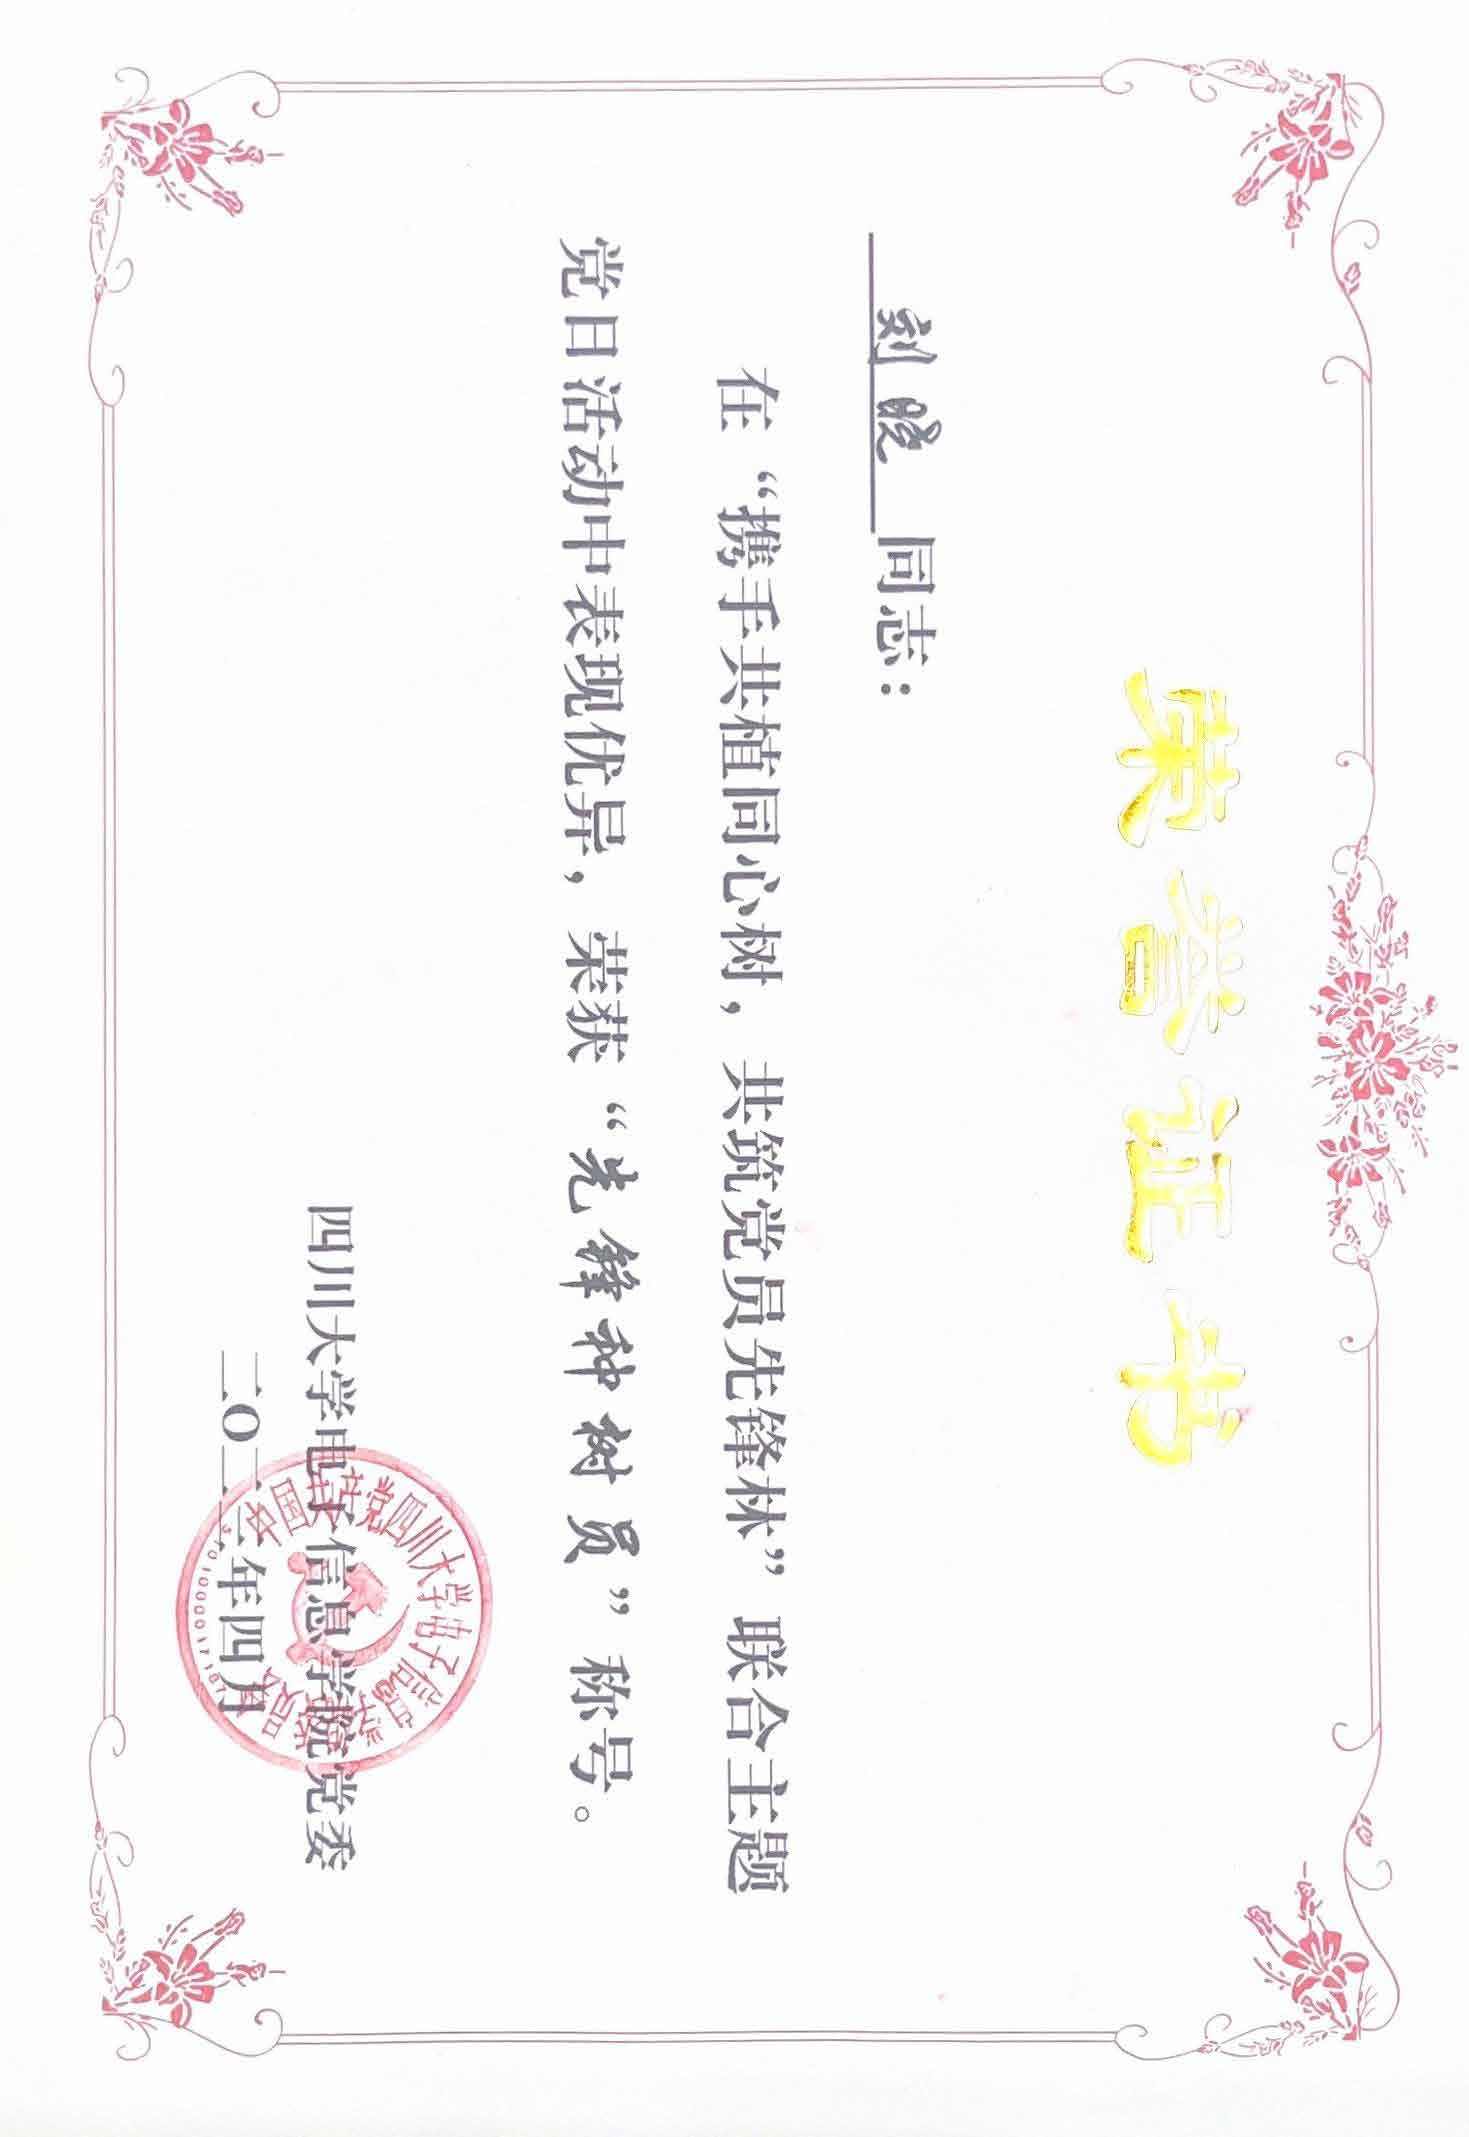 荣誉证书
刘晓 同志：
在“携手共植同心树，共筑党员先锋林”联合主题
党日活动中表现优异，荣获“先锋种树员”称号。
中国共产党四川大学电子信息学院委员会
四川大学电子信息学院党委
二〇二三年四月